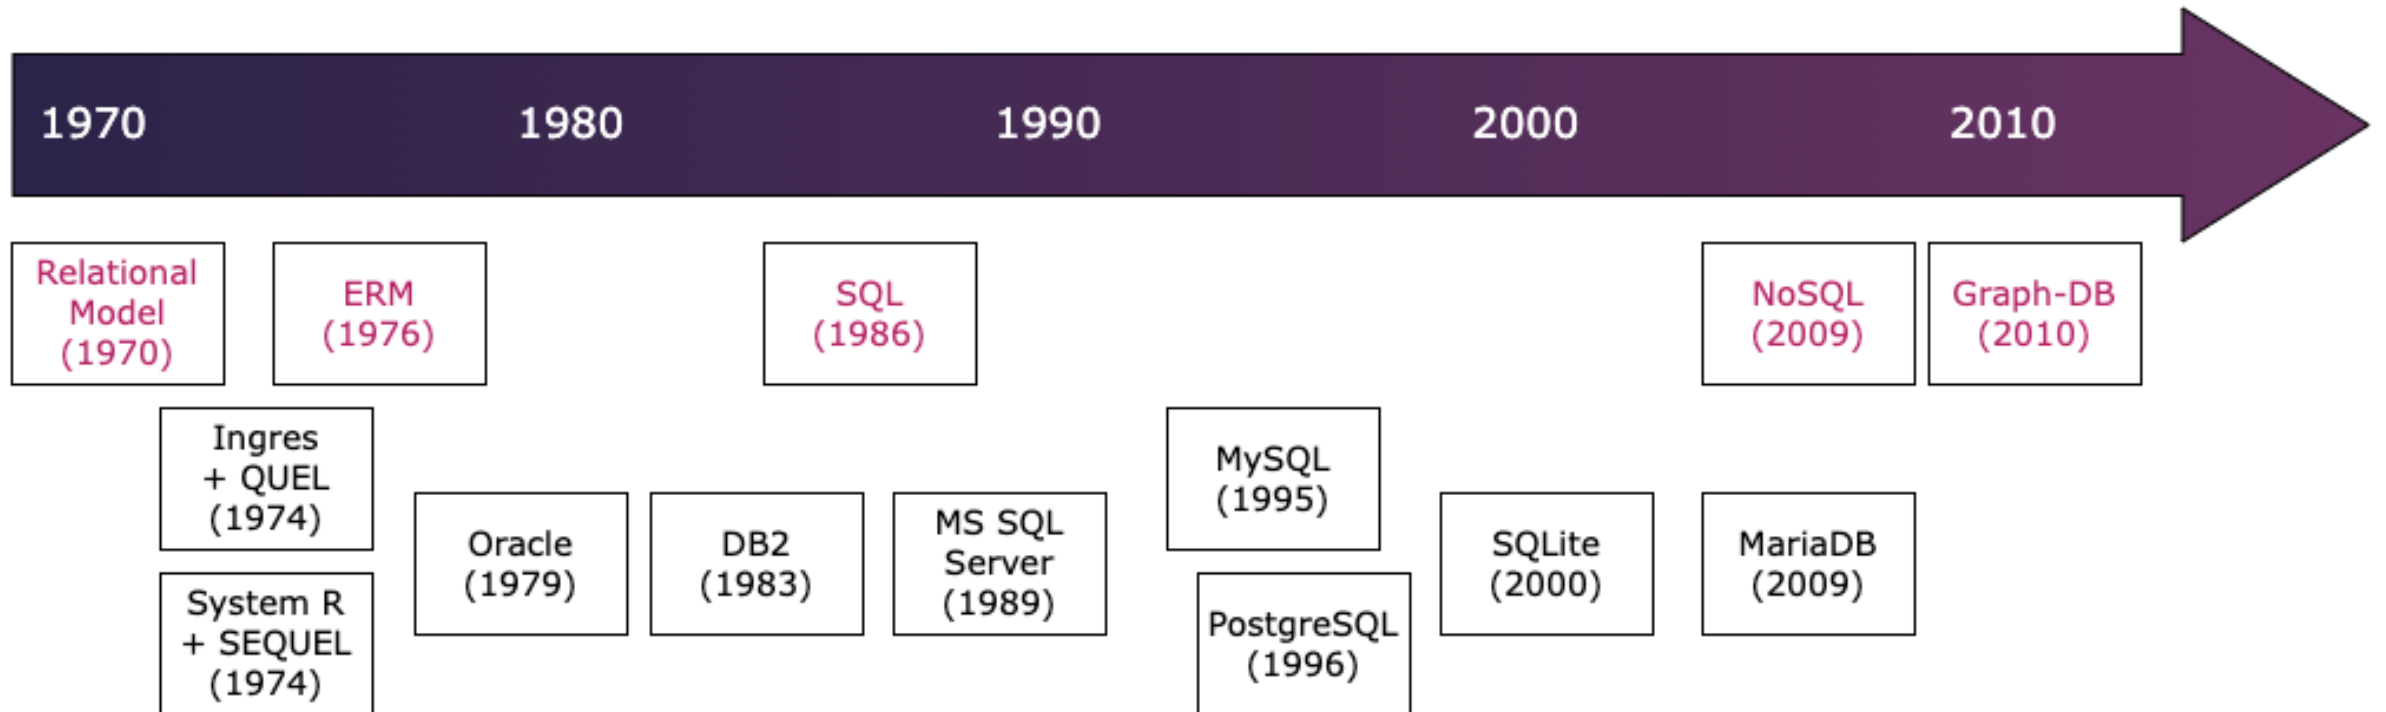 1970
1980
1990
2000
2010
Relational
Model
(1970)
ERM
(1976)
SQL
(1986)
NoSQL
(2009)
Graph-DB
(2010)
Ingres
+ QUEL
(1974)
System R
+ SEQUEL
(1974)
Oracle
(1979)
DB2
(1983)
MS SQL
Server
(1989)
MySQL
(1995)
PostgreSQL
(1996)
SQLite
(2000)
MariaDB
(2009)